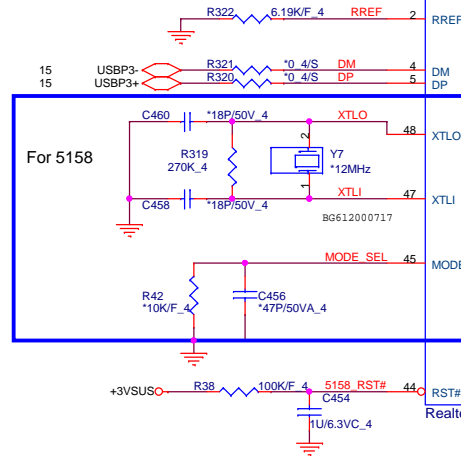 R322 6.19K/F_4 RREF 2 RREF
15 USBP3- R321 *0_4/S DM 4 DM
15 USBP3+ R320 *0_4/S DP 5 DP
C460 *18P/50V_4 XTLO 48 XTLO
For 5158
R319
270K_4
2
Y7
*12MHz
1
C458 *18P/50V_4 XTLI 47 XTLI
BG612000717
MODE_SEL 45 MODE
R42
*10K/F_4
C456
*47P/50VA_4
+3VSUS R38 100K/F_4 5158_RST# 44 RST#
C454
1U/6.3VC_4
Realte